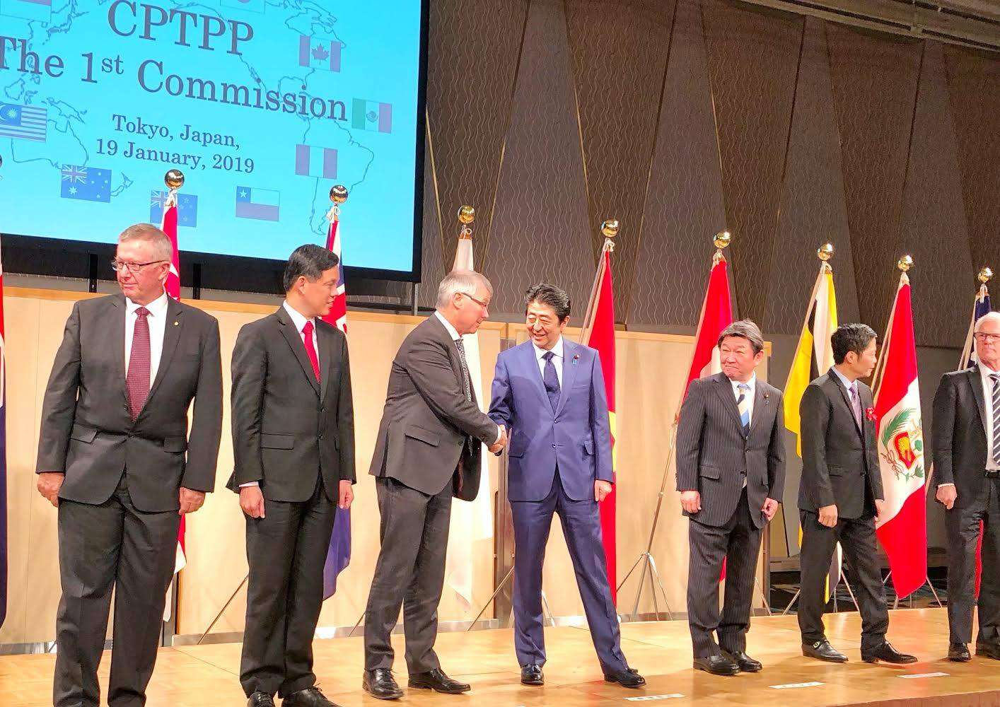 CPTPP
The 1st Commission
Tokyo, Japan,
19 January, 2019